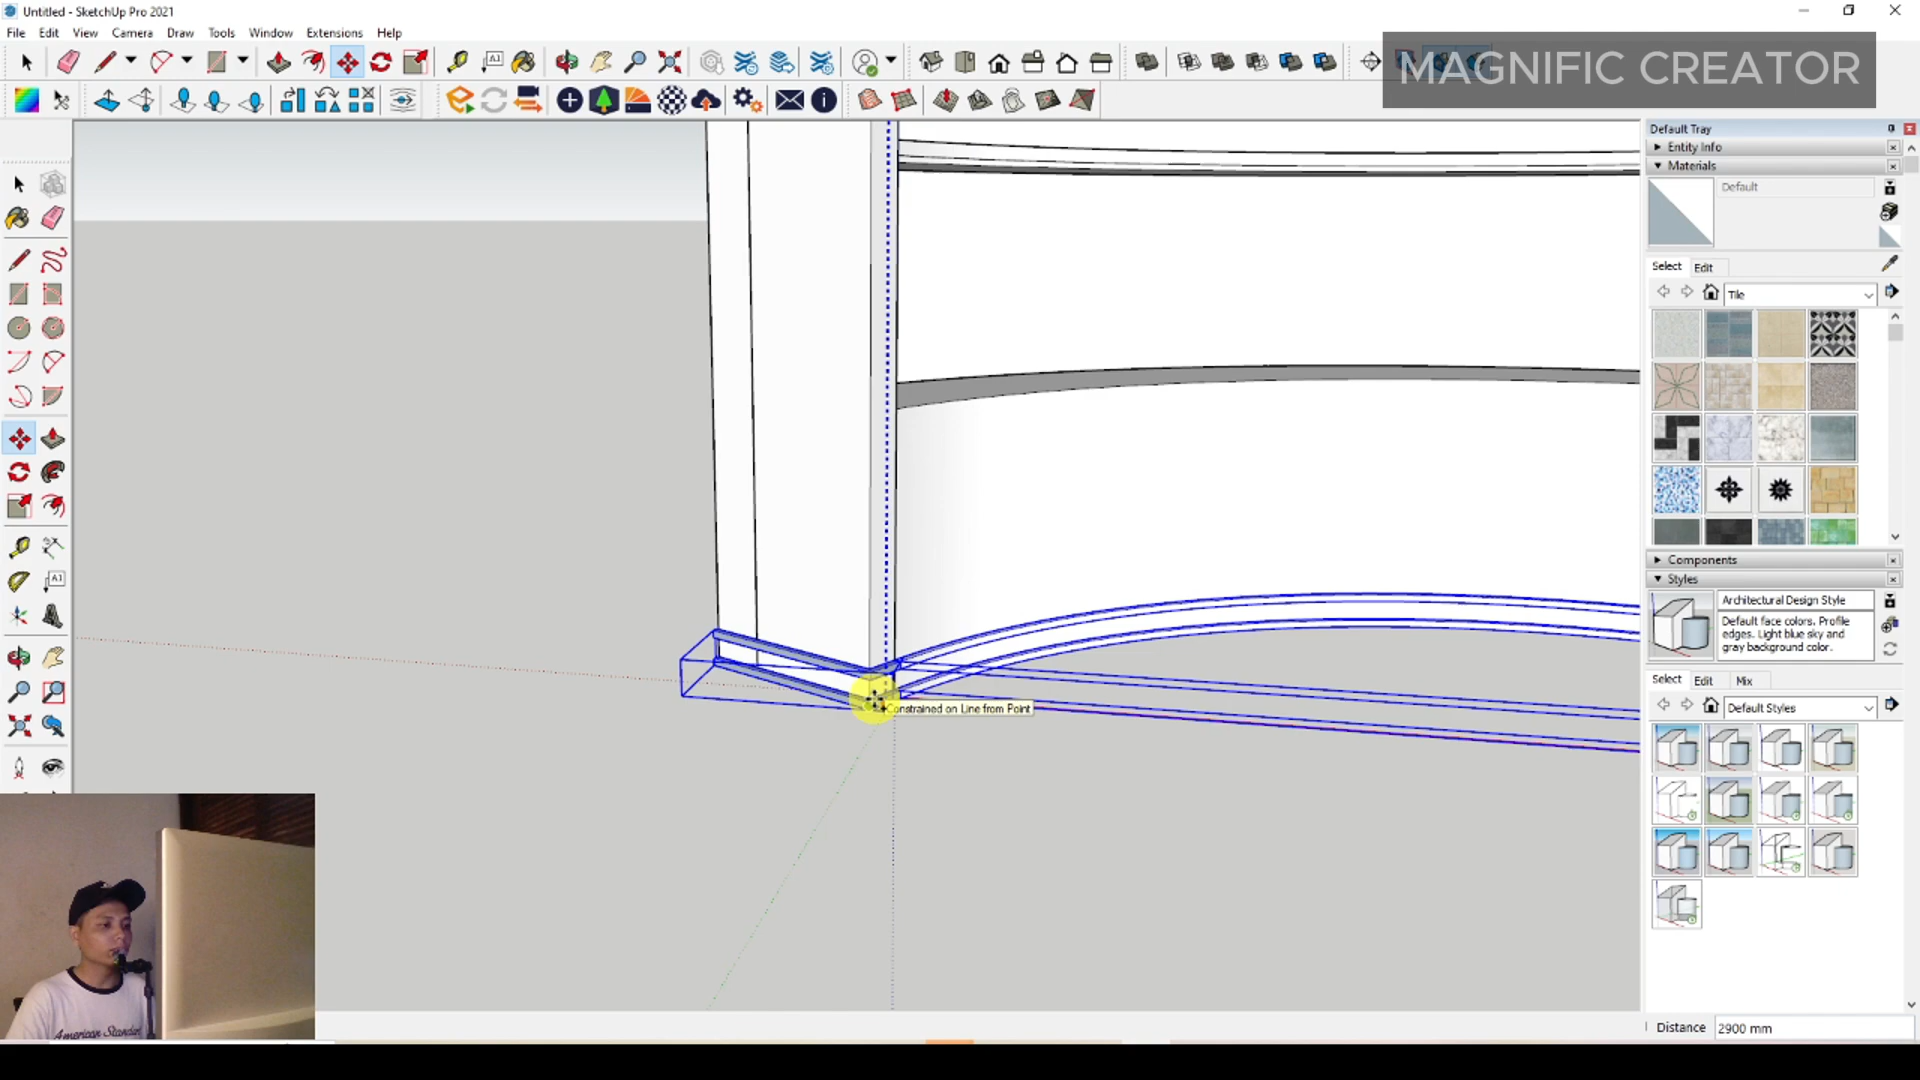 Untitled - SketchUp Pro 2021
File Edit View Camera Draw Tools Window Extensions Help
MAGNIFIC CREATOR
Default Tray
Entity Info
Materials
Default
Select Edit
Tile
Components
Styles
Architectural Design Style
Default face colors. Profile
edges. Light blue sky and
gray background color.
Select Edit Mix
Default Styles
Constrained on Line from Point
American Standard
Distance 2900 mm